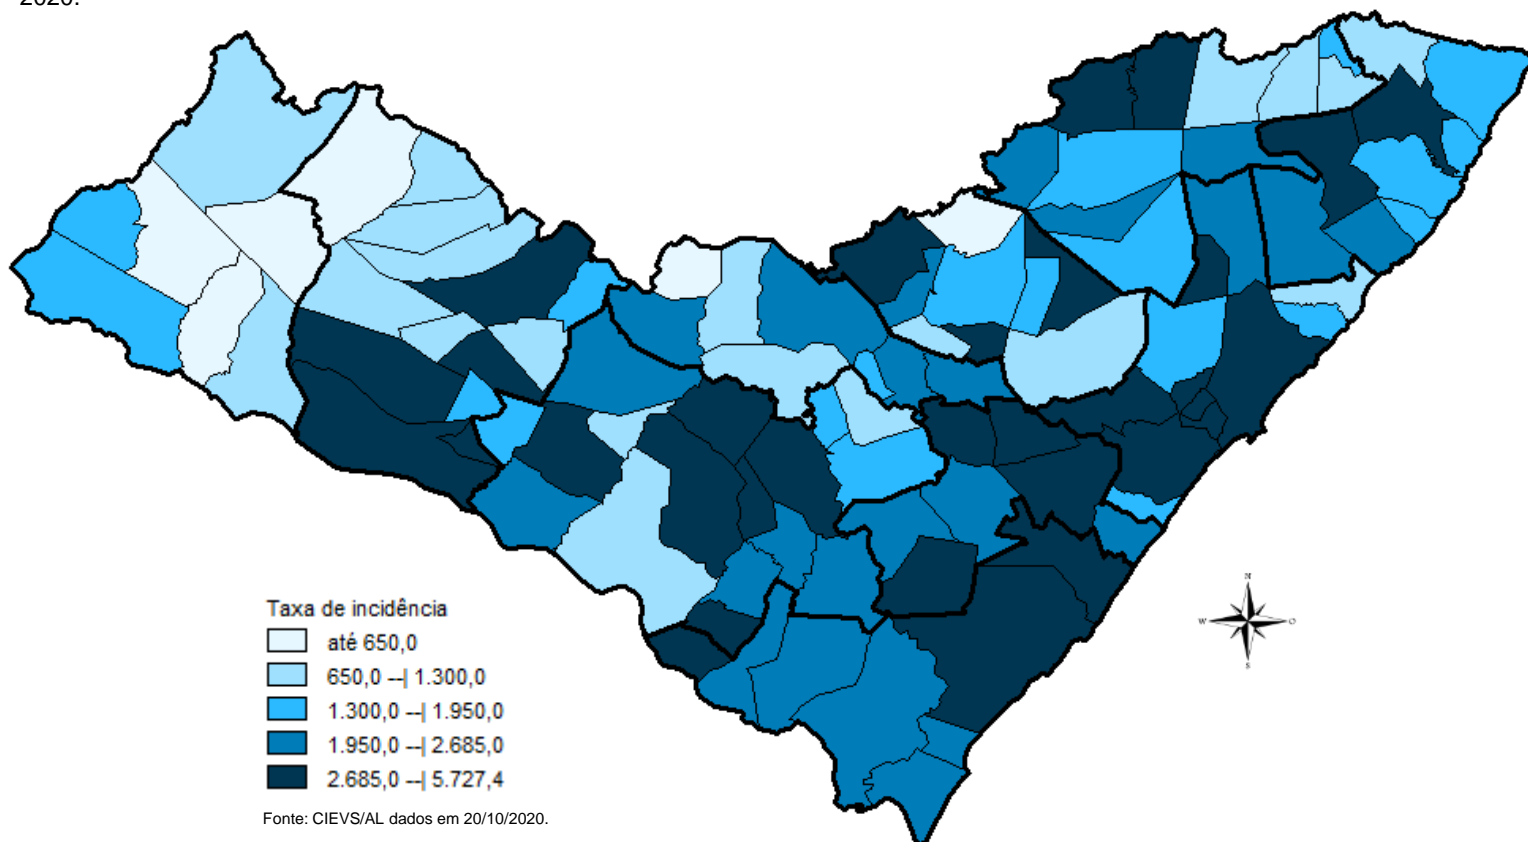 2020.
N
W
O
S
Taxa de incidência
até 650,0
650,0 --| 1.300,0
1.300,0 --| 1.950,0
1.950,0 --| 2.685,0
2.685,0 --| 5.727,4
Fonte: CIEVS/AL dados em 20/10/2020.